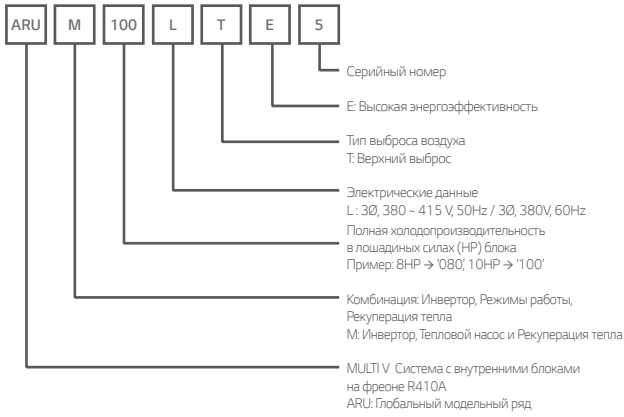 ARU M 100 L T E 5
Серийный номер
E: Высокая энергоэффективность
Тип выброса воздуха
T: Верхний выброс
Электрические данные
L : 3Ø, 380 ~ 415 V, 50Hz / 3Ø, 380V, 60Hz
Полная холодопроизводительность
в лошадиных силах (HP) блока
Пример: 8HP → '080', 10HP → '100'
Комбинация: Инвертор, Режимы работы,
Рекуперация тепла
M: Инвертор, Тепловой насос и Рекуперация тепла
MULTI V Система с внутренними блоками
на фреоне R410A
ARU: Глобальный модельный ряд